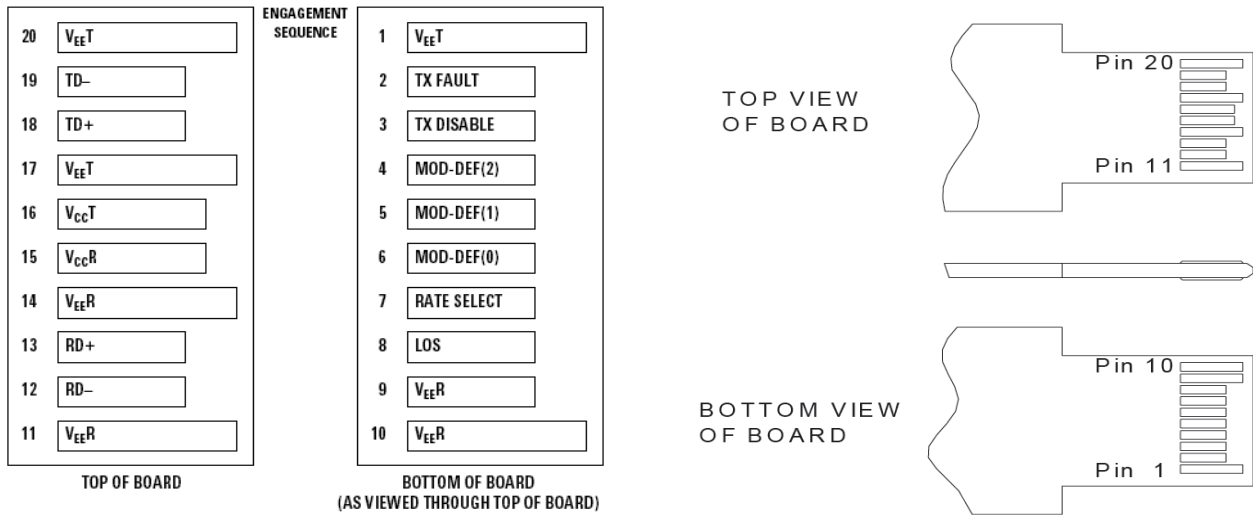 ENGAGEMENT
SEQUENCE
20 VEET
19 TD–
18 TD+
17 VEET
16 VCCT
15 VCCR
14 VEER
13 RD+
12 RD–
11 VEER
TOP OF BOARD
1 VEET
2 TX FAULT
3 TX DISABLE
4 MOD-DEF(2)
5 MOD-DEF(1)
6 MOD-DEF(0)
7 RATE SELECT
8 LOS
9 VEER
10 VEER
BOTTOM OF BOARD
(AS VIEWED THROUGH TOP OF BOARD)
TOP VIEW
OF BOARD
Pin 20
Pin 11
BOTTOM VIEW
OF BOARD
Pin 10
Pin 1